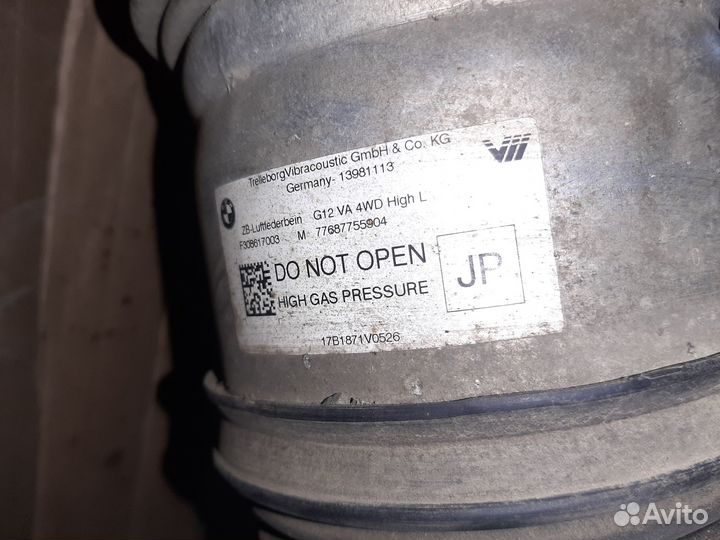 TrelleborgVibracoustic GmbH & Co. KG
Germany- 13981113
ZB-Luftfederbein G12 VA 4WD High L
F308617003 M 77687755904
DO NOT OPEN
HIGH GAS PRESSURE
JP
17B1871V0526
Avito